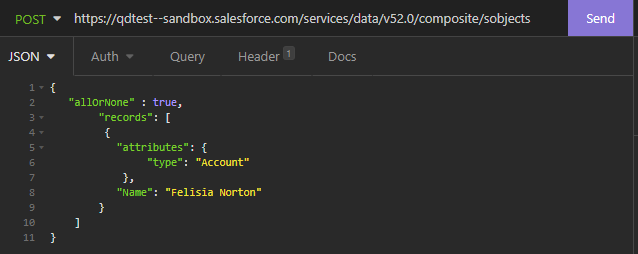 POST https://qdtest--sandbox.salesforce.com/services/data/v52.0/composite/sobjects Send
JSON Auth Query Header 1 Docs
1 {
2 "allOrNone" : true,
3 "records": [
4 {
5 "attributes": {
6 "type": "Account"
7 },
8 "Name": "Felisia Norton"
9 }
10 ]
11 }